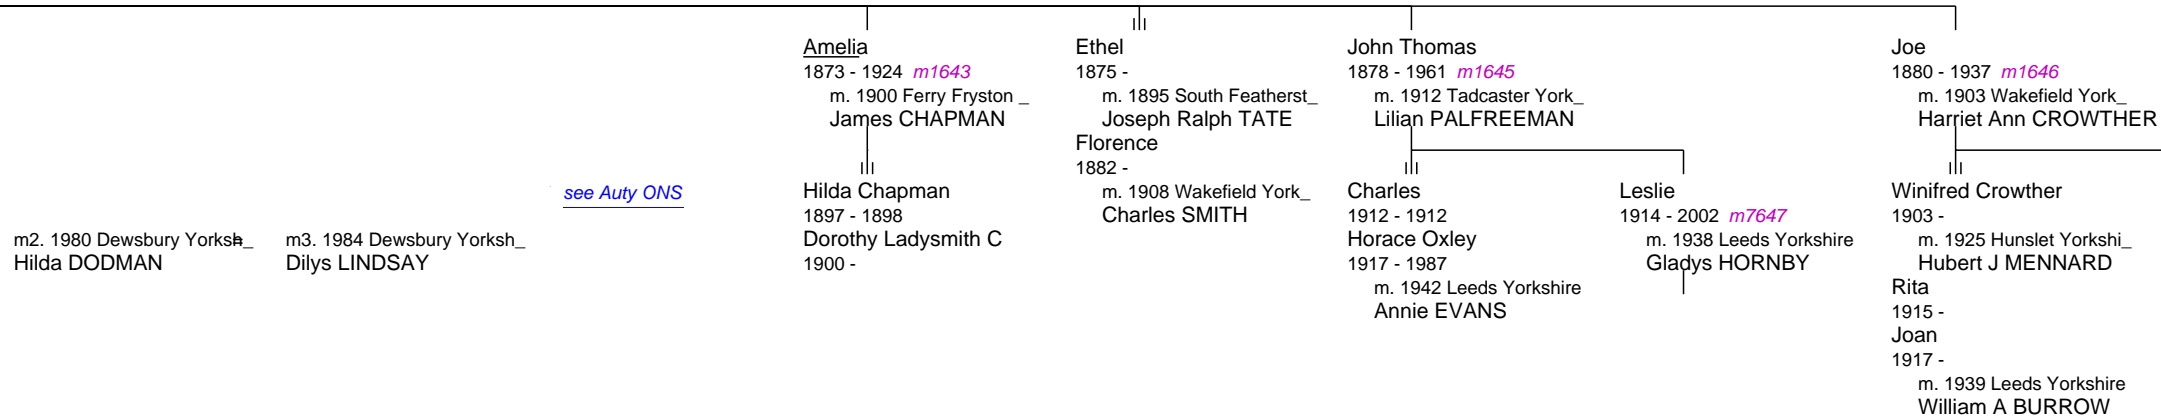 Amelia
1873 - 1924 m1643
m. 1900 Ferry Fryston _
James CHAPMAN
Ethel
1875 -
m. 1895 South Featherst_
Joseph Ralph TATE
Florence
1882 -
m. 1908 Wakefield York_
Charles SMITH
John Thomas
1878 - 1961 m1645
m. 1912 Tadcaster York_
Lilian PALFREEMAN
Joe
1880 - 1937 m1646
m. 1903 Wakefield York_
Harriet Ann CROWTHER
m2. 1980 Dewsbury Yorksh_
Hilda DODMAN
m3. 1984 Dewsbury Yorksh_
Dilys LINDSAY
see Auty ONS
Hilda Chapman
1897 - 1898
Dorothy Ladysmith C
1900 -
Charles
1912 - 1912
Horace Oxley
1917 - 1987
m. 1942 Leeds Yorkshire
Annie EVANS
Leslie
1914 - 2002 m7647
m. 1938 Leeds Yorkshire
Gladys HORNBY
Winifred Crowther
1903 -
m. 1925 Hunslet Yorkshi_
Hubert J MENNARD
Rita
1915 -
Joan
1917 -
m. 1939 Leeds Yorkshire
William A BURROW